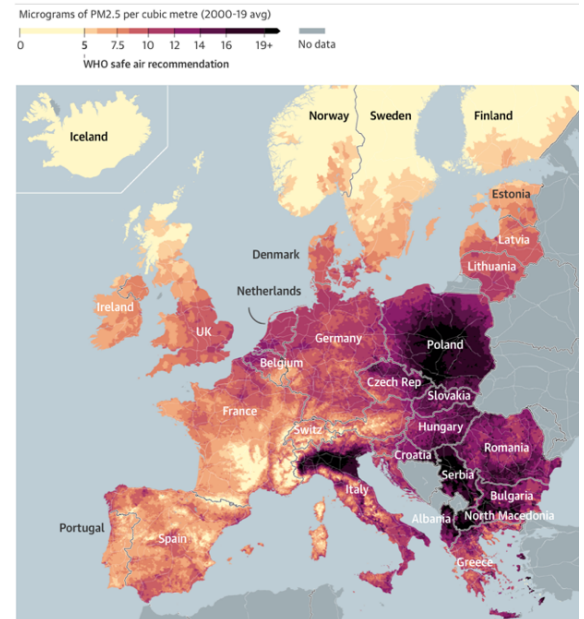 Micrograms of PM2.5 per cubic metre (2000-19 avg)
0 5 7.5 10 12 14 16 19+ No data
WHO safe air recommendation
Iceland
Norway Sweden Finland
Estonia
Latvia
Lithuania
Denmark
Netherlands
Ireland
UK
Germany
Poland
Belgium
Czech Rep
Slovakia
France
Switz
Hungary
Croatia
Romania
Serbia
Italy
Bulgaria
Albania
North Macedonia
Portugal
Spain
Greece